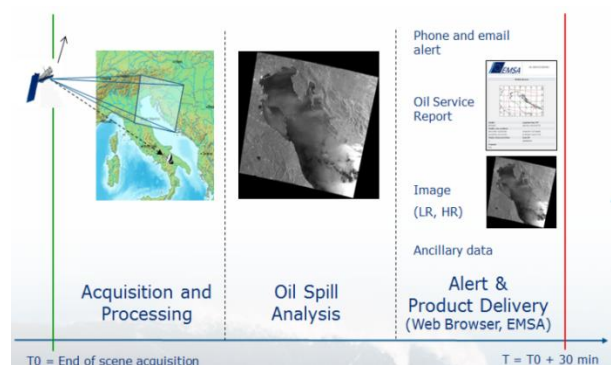 Phone and email
alert
EMSA
Oil Service
Report
Image
(LR, HR)
Ancillary data
Acquisition and
Processing
Oil Spill
Analysis
Alert &
Product Delivery
(Web Browser, EMSA)
T0 = End of scene acquisition
T = T0 + 30 min